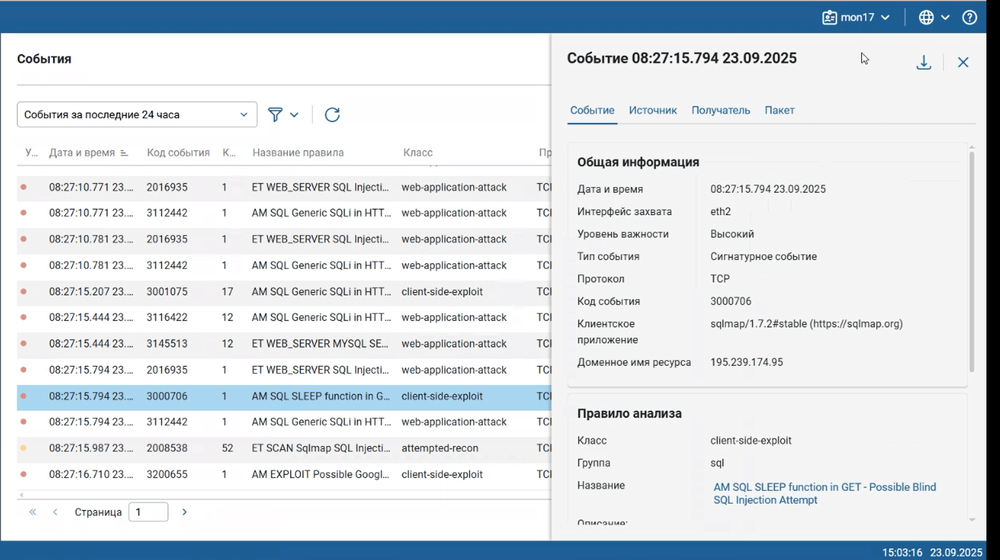 mon17
События
Событие 08:27:15.794 23.09.2025
События за последние 24 часа
Событие Источник Получатель Пакет
У... Дата и время Код события К... Название правила Класс Пр
08:27:10.771 23.... 2016935 1 ET WEB_SERVER SQL Injecti... web-application-attack TCI
08:27:10.771 23.... 3112442 1 AM SQL Generic SQLi in HTT... web-application-attack TCI
08:27:10.781 23.... 2016935 1 ET WEB_SERVER SQL Injecti... web-application-attack TCI
08:27:10.781 23.... 3112442 1 AM SQL Generic SQLi in HTT... web-application-attack TCI
08:27:15.207 23.... 3001075 17 AM SQL Generic SQLi in HTT... client-side-exploit TCI
08:27:15.444 23.... 3116422 12 AM SQL Generic SQLi in HTT... web-application-attack TCI
08:27:15.444 23.... 3145513 12 ET WEB_SERVER MYSQL SE... web-application-attack TCI
08:27:15.794 23.... 2016935 1 ET WEB_SERVER SQL Injecti... web-application-attack TCI
08:27:15.794 23.... 3000706 1 AM SQL SLEEP function in G... client-side-exploit TCI
08:27:15.794 23.... 3112442 1 AM SQL Generic SQLi in HTT... web-application-attack TCI
08:27:15.987 23.... 2008538 52 ET SCAN Sqlmap SQL Injecti... attempted-recon TCI
08:27:16.710 23.... 3200655 1 AM EXPLOIT Possible Googl... client-side-exploit TCI
Страница 1
Общая информация
Дата и время 08:27:15.794 23.09.2025
Интерфейс захвата eth2
Уровень важности Высокий
Тип события Сигнатурное событие
Протокол TCP
Код события 3000706
Клиентское sqlmap/1.7.2#stable (https://sqlmap.org)
приложение
Доменное имя ресурса 195.239.174.95
Правило анализа
Класс client-side-exploit
Группа sql
Название AM SQL SLEEP function in GET - Possible Blind
SQL Injection Attempt
Описание:
15:03:16 23.09.2025